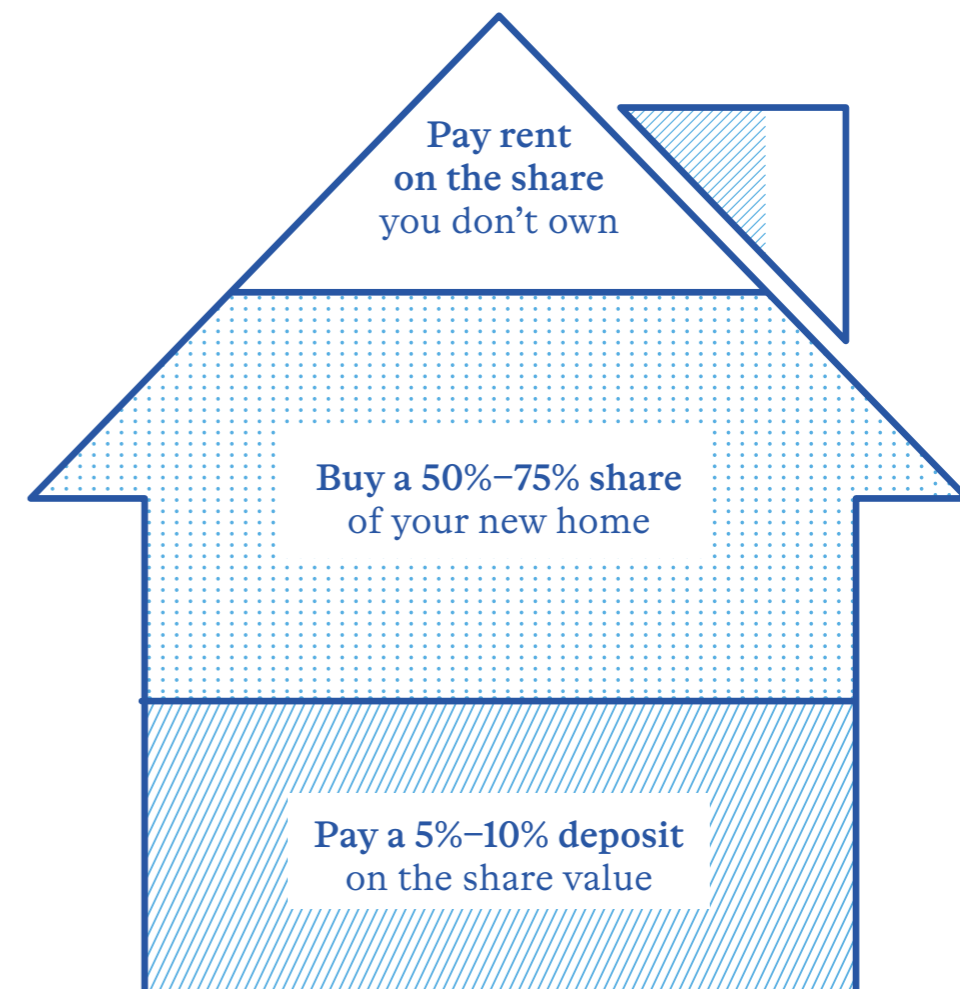 Pay rent
on the share
you don’t own
Buy a 50%–75% share
of your new home
Pay a 5%–10% deposit
on the share value